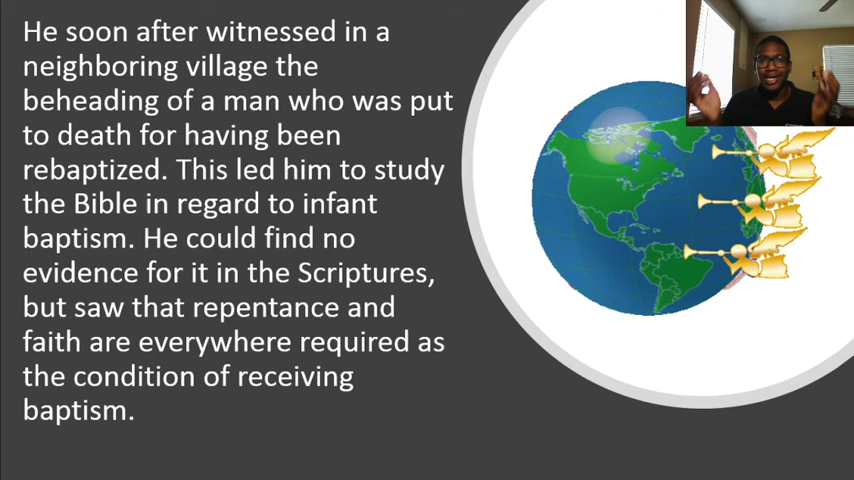 He soon after witnessed in a
neighboring village the
beheading of a man who was put
to death for having been
rebaptized. This led him to study
the Bible in regard to infant
baptism. He could find no
evidence for it in the Scriptures,
but saw that repentance and
faith are everywhere required as
the condition of receiving
baptism.